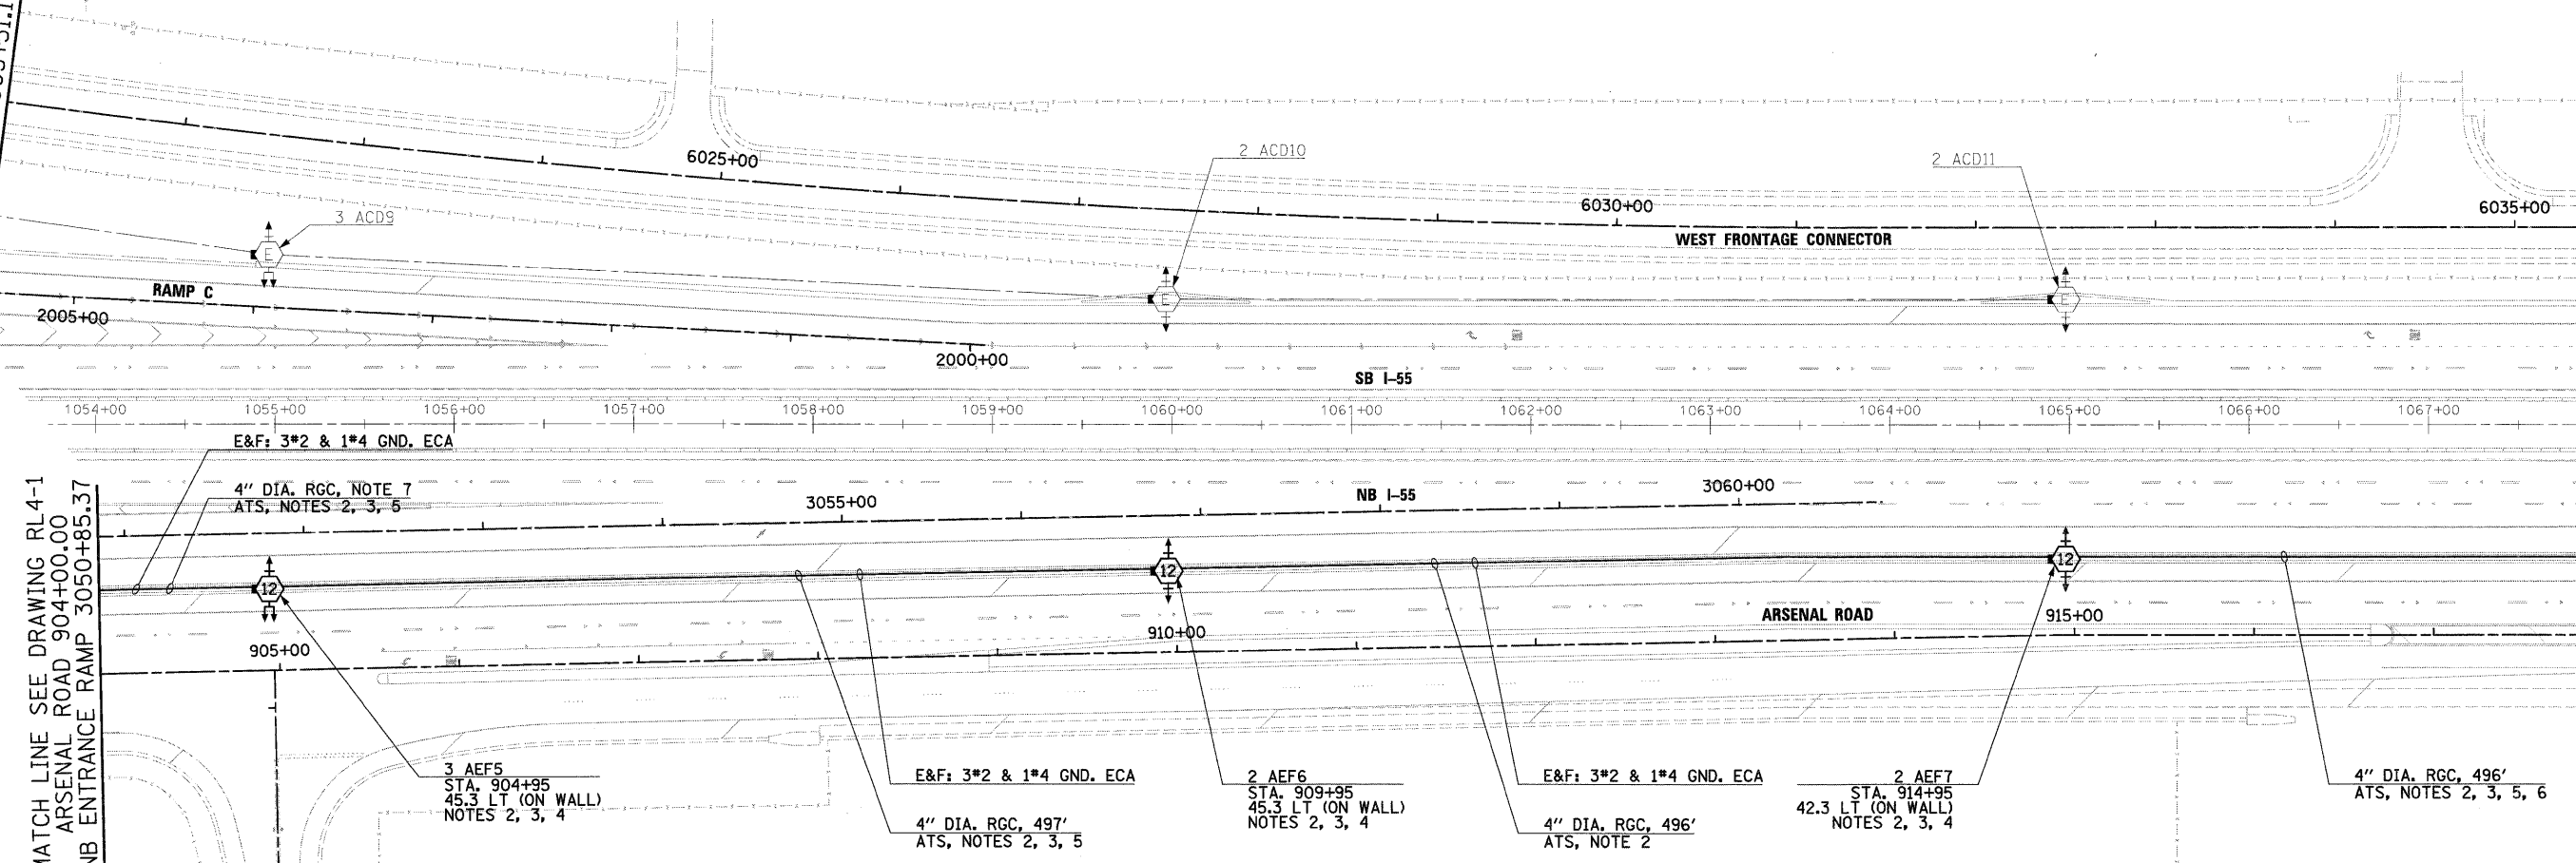 6025+00
2 ACD10
2 ACD11
6030+00
6035+00
3 ACD9
WEST FRONTAGE CONNECTOR
E
E
E
RAMP C
2005+00
2000+00
SB I-55
1054+00 1055+00 1056+00 1057+00 1058+00 1059+00 1060+00 1061+00 1062+00 1063+00 1064+00 1065+00 1066+00 1067+00
E&F: 3#2 & 1#4 GND. ECA
4" DIA. RGC, NOTE 7
ATS, NOTES 2, 3, 5
3055+00
NB I-55
3060+00
MATCH LINE SEE DRAWING RL4-1
ARSENAL ROAD 904+00.00
NB ENTRANCE RAMP 3050+85.37
12
12
12
ARSENAL ROAD
905+00
910+00
915+00
3 AEF5
STA. 904+95
45.3 LT (ON WALL)
NOTES 2, 3, 4
E&F: 3#2 & 1#4 GND. ECA
4" DIA. RGC, 497'
ATS, NOTES 2, 3, 5
2 AEF6
STA. 909+95
45.3 LT (ON WALL)
NOTES 2, 3, 4
E&F: 3#2 & 1#4 GND. ECA
4" DIA. RGC, 496'
ATS, NOTE 2
2 AEF7
STA. 914+95
42.3 LT (ON WALL)
NOTES 2, 3, 4
4" DIA. RGC, 496'
ATS, NOTES 2, 3, 5, 6